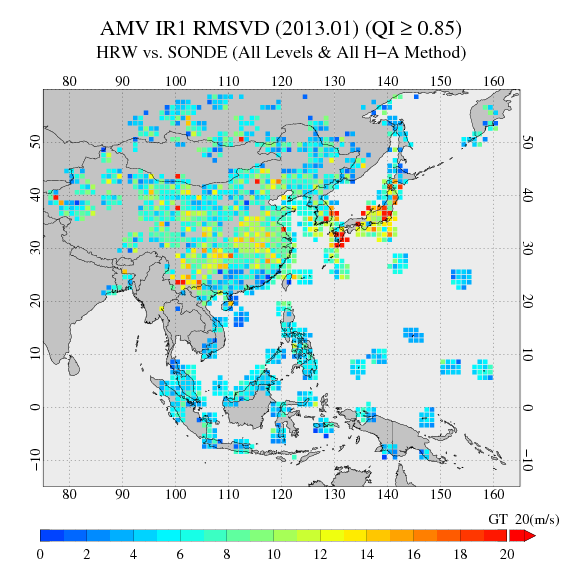 AMV IR1 RMSVD (2013.01) (QI ≥ 0.85)
HRW vs. SONDE (All Levels & All H−A Method)
80 90 100 110 120 130 140 150 160
50 50
40 40
30 30
20 20
10 10
0 0
−10 −10
80 90 100 110 120 130 140 150 160
GT 20(m/s)
0 2 4 6 8 10 12 14 16 18 20